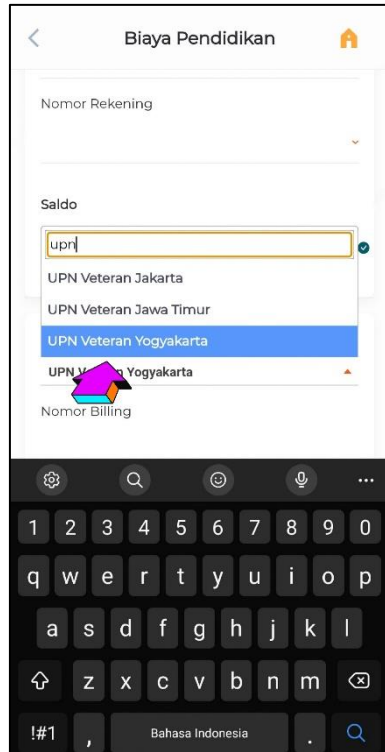 Biaya Pendidikan
Nomor Rekening
Saldo
upn
UPN Veteran Jakarta
UPN Veteran Jawa Timur
UPN Veteran Yogyakarta
UPN Yogyakarta
Nomor Billing
1 2 3 4 5 6 7 8 9 0
q w e r t y u i o p
a s d f g h j k l
z x c v b n m
!#1 , Bahasa Indonesia .